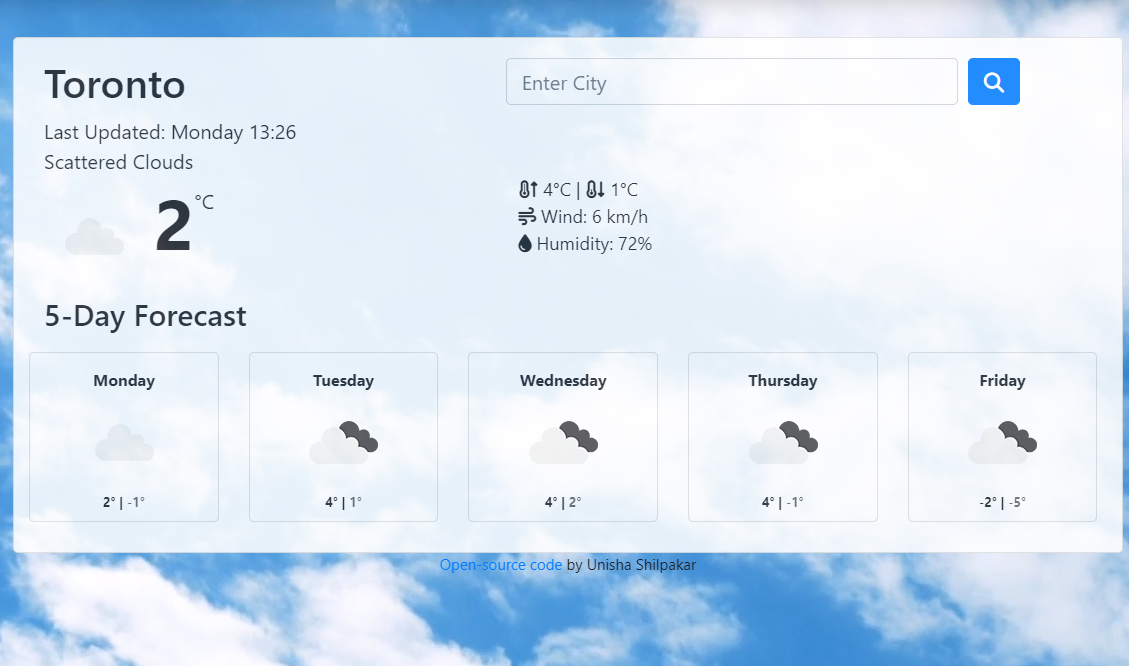 Toronto
Enter City
Last Updated: Monday 13:26
Scattered Clouds
2 °C
4°C | 1°C
Wind: 6 km/h
Humidity: 72%
5-Day Forecast
Monday
2° | -1°
Tuesday
4° | 1°
Wednesday
4° | 2°
Thursday
4° | -1°
Friday
-2° | -5°
Open-source code by Unisha Shilpakar